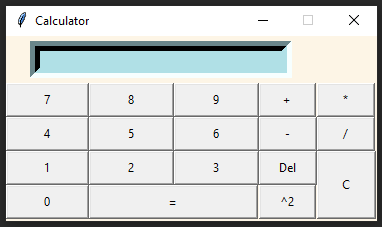 Calculator
7 8 9 + *
4 5 6 - /
1 2 3 Del C
0 = ^2